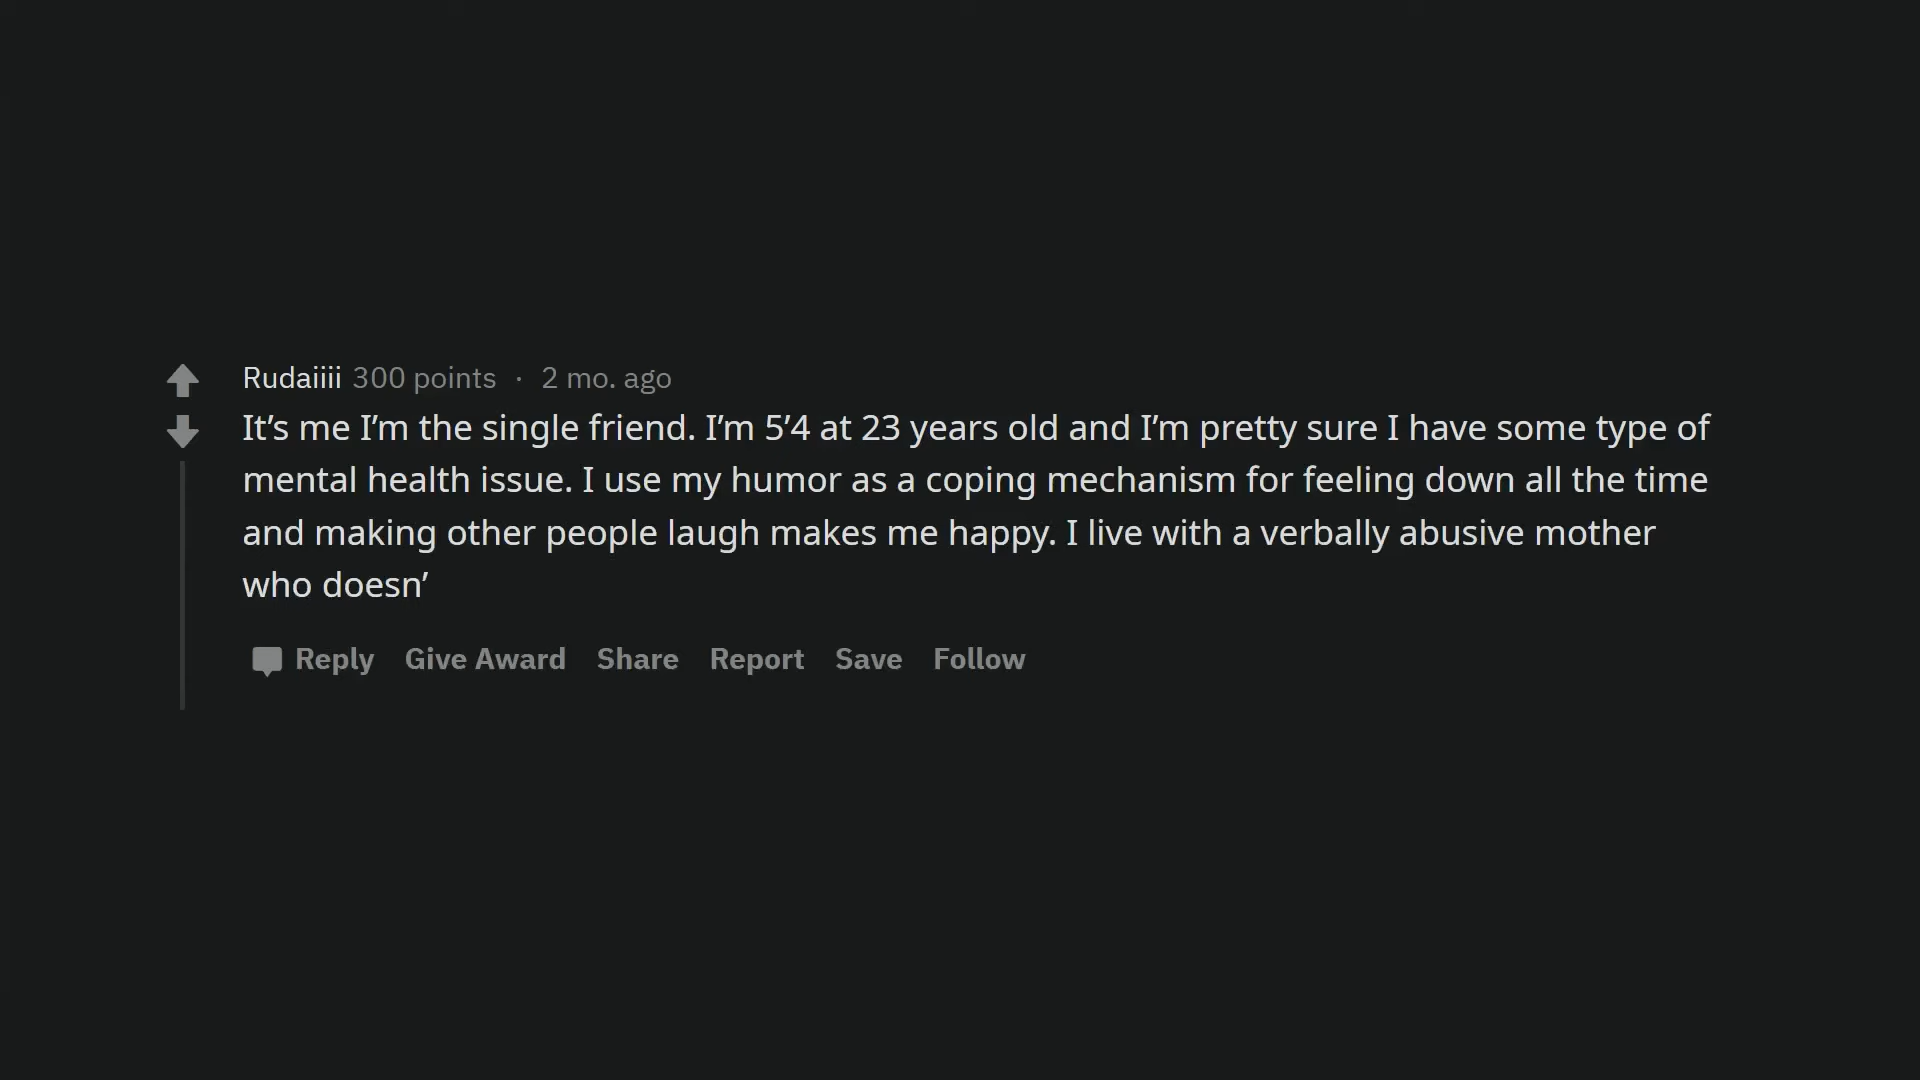 Rudaiiii 300 points · 2 mo. ago
It’s me I’m the single friend. I’m 5’4 at 23 years old and I’m pretty sure I have some type of
mental health issue. I use my humor as a coping mechanism for feeling down all the time
and making other people laugh makes me happy. I live with a verbally abusive mother
who doesn’
Reply Give Award Share Report Save Follow